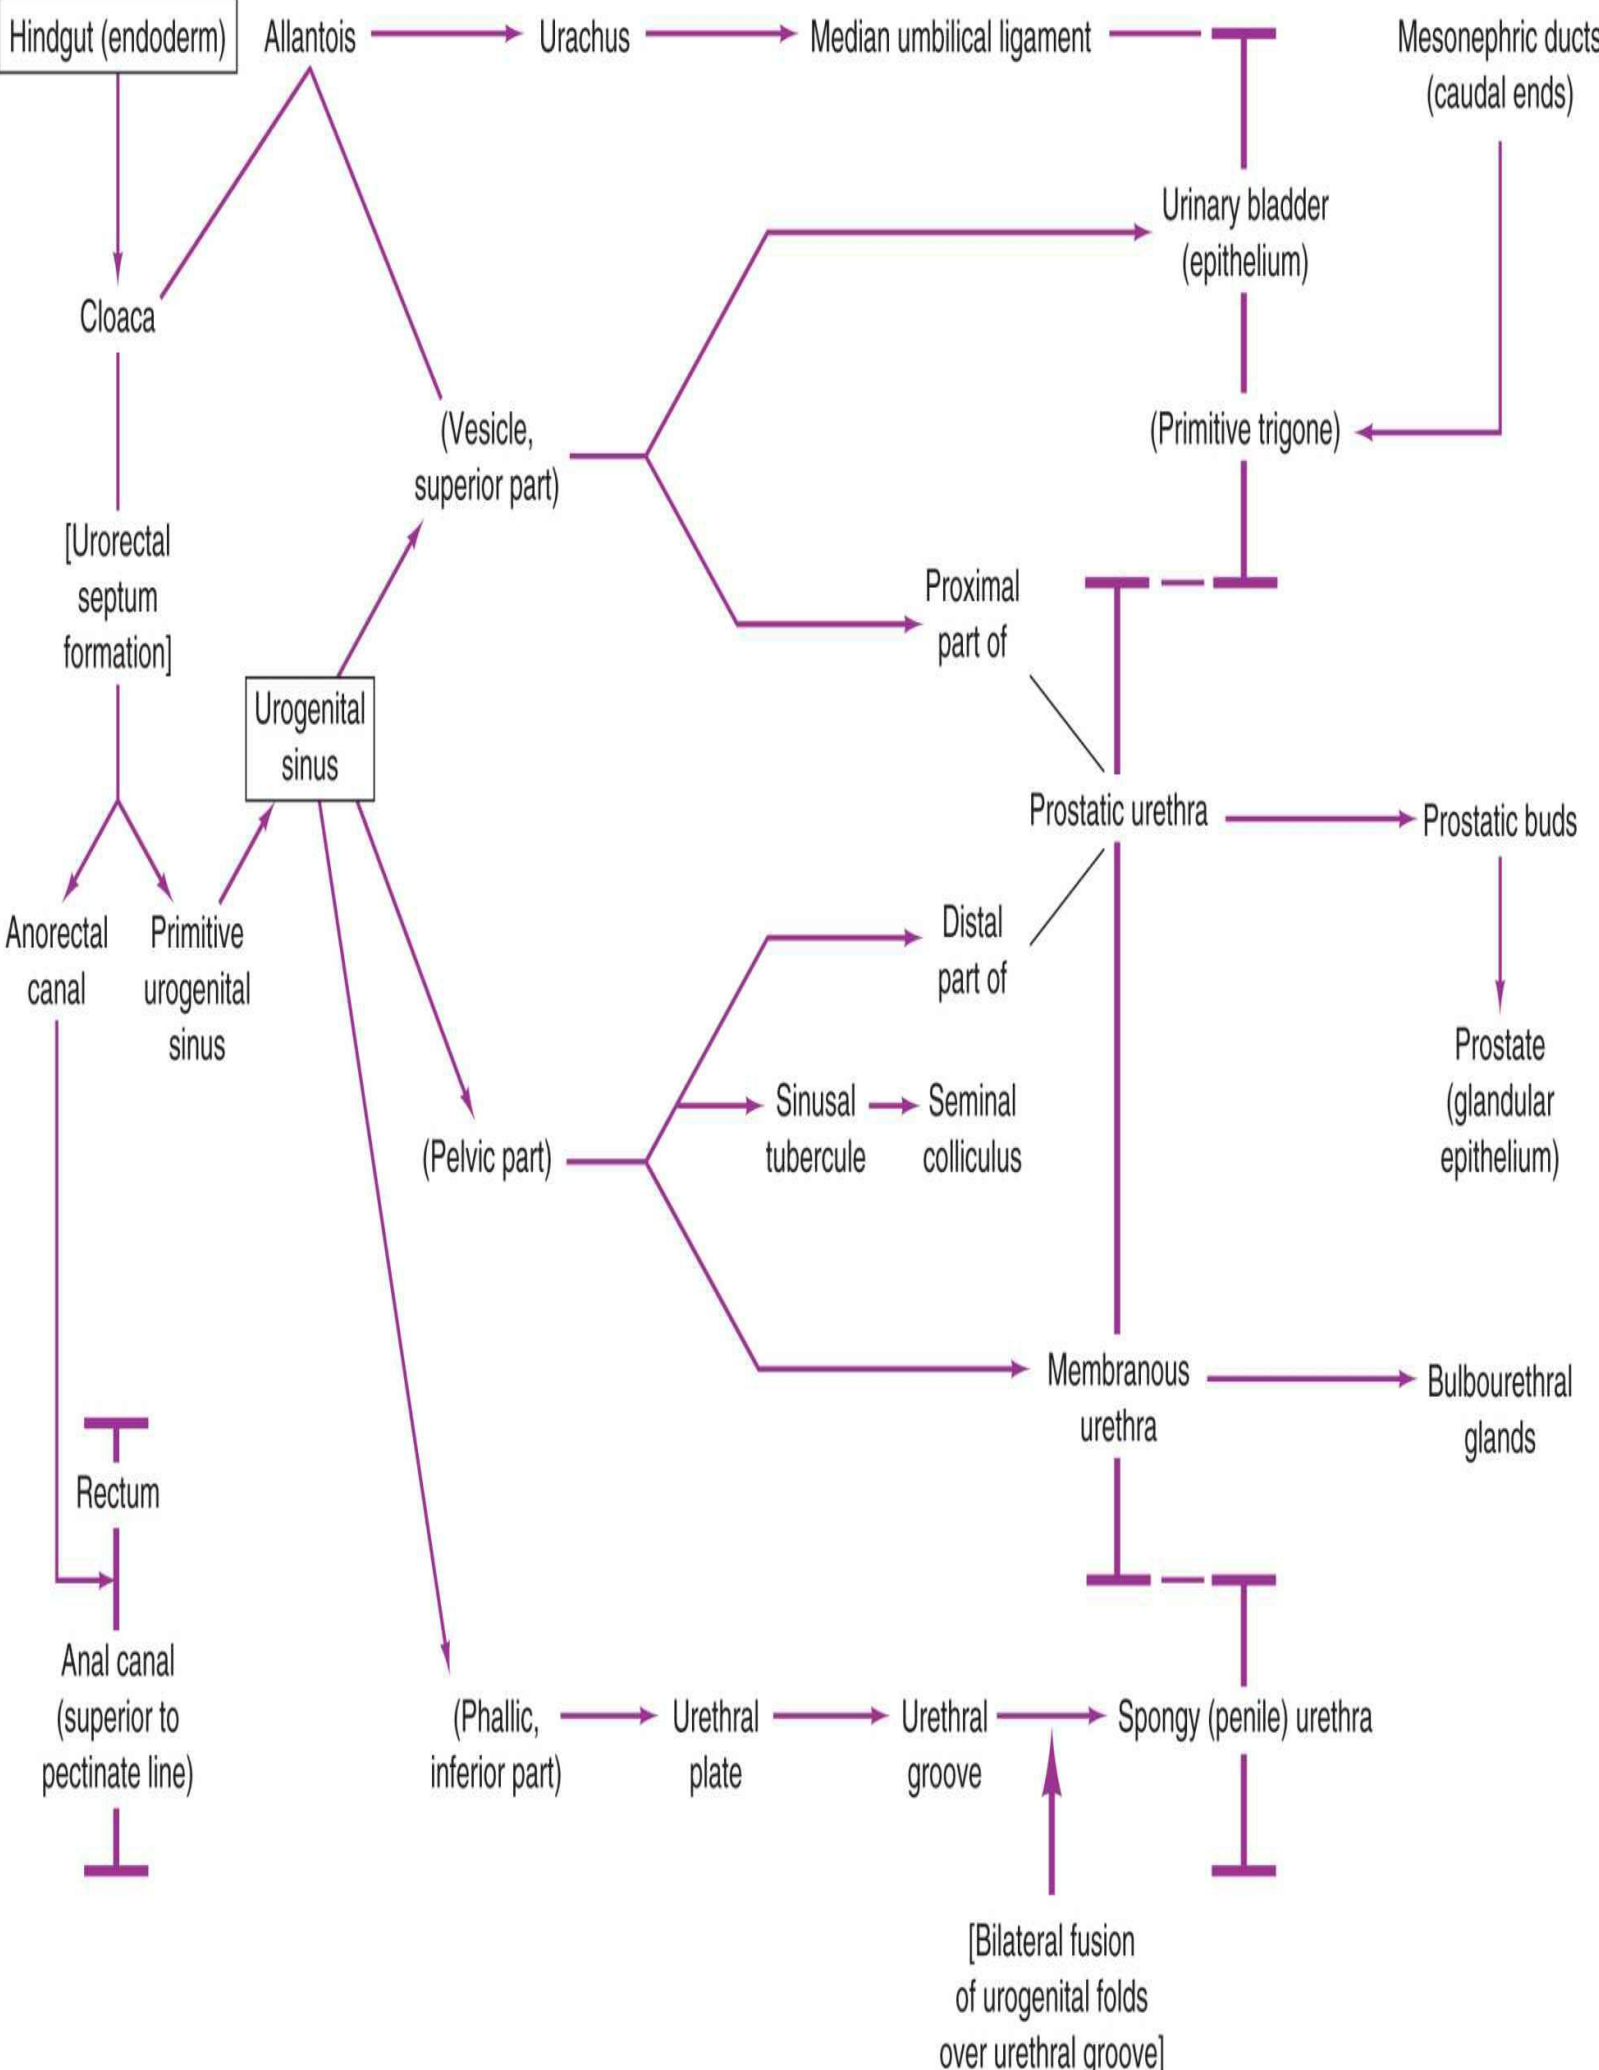 Hindgut (endoderm)
Allantois
Urachus
Median umbilical ligament
Mesonephric ducts
(caudal ends)
Urinary bladder
(epithelium)
Cloaca
(Vesicle,
superior part)
(Primitive trigone)
[Urorectal
septum
formation]
Proximal
part of
Urogenital
sinus
Prostatic urethra
Prostatic buds
Anorectal
canal
Primitive
urogenital
sinus
Distal
part of
Prostate
(glandular
epithelium)
(Pelvic part)
Sinusal
tubercule
Seminal
colliculus
Membranous
urethra
Bulbourethral
glands
Rectum
Anal canal
(superior to
pectinate line)
(Phallic,
inferior part)
Urethral
plate
Urethral
groove
Spongy (penile) urethra
[Bilateral fusion
of urogenital folds
over urethral groove]